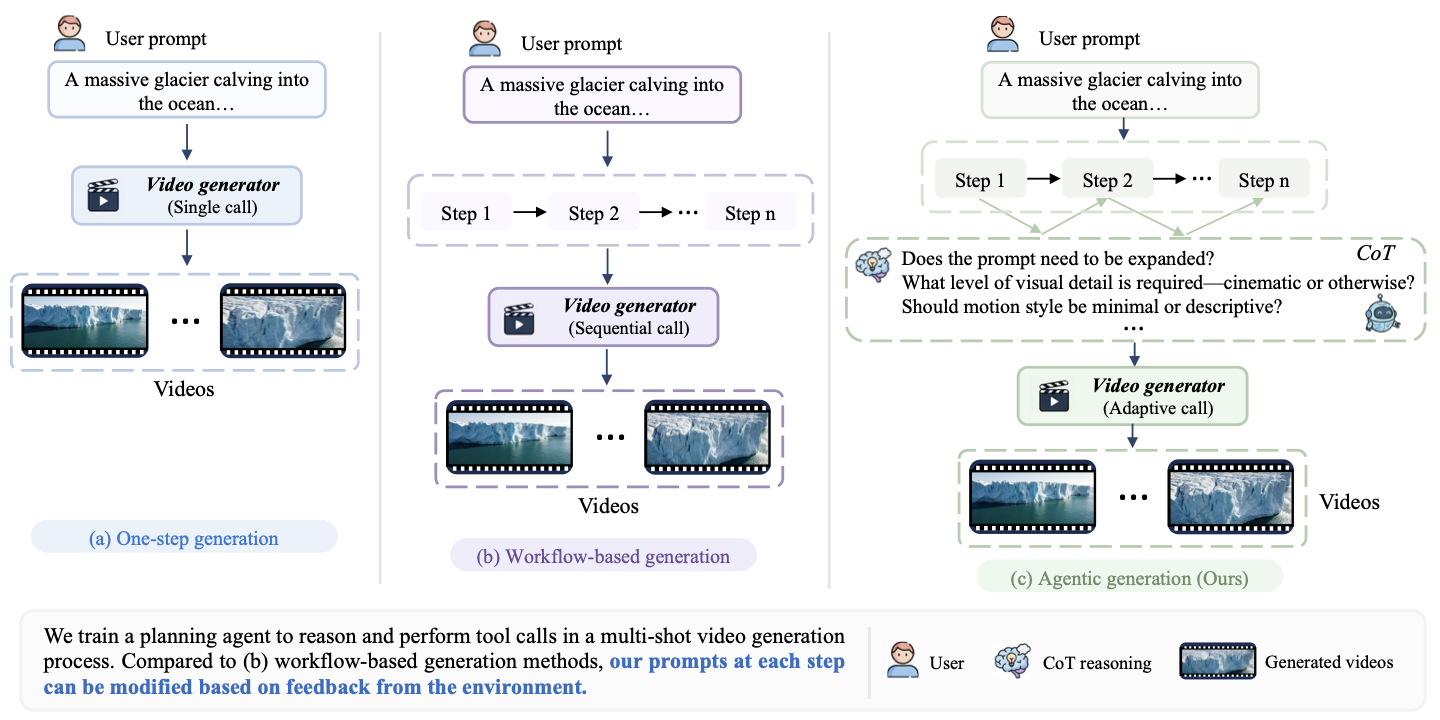 User prompt
A massive glacier calving into
the ocean…
Video generator
(Single call)
...
Videos
(a) One-step generation
User prompt
A massive glacier calving into
the ocean…
Step 1
Step 2
...
Step n
Video generator
(Sequential call)
...
Videos
(b) Workflow-based generation
User prompt
A massive glacier calving into
the ocean…
Step 1
Step 2
...
Step n
CoT
Does the prompt need to be expanded?
What level of visual detail is required—cinematic or otherwise?
Should motion style be minimal or descriptive?
...
Video generator
(Adaptive call)
...
Videos
(c) Agentic generation (Ours)
We train a planning agent to reason and perform tool calls in a multi-shot video generation
process. Compared to (b) workflow-based generation methods, our prompts at each step
can be modified based on feedback from the environment.
User
CoT reasoning
Generated videos